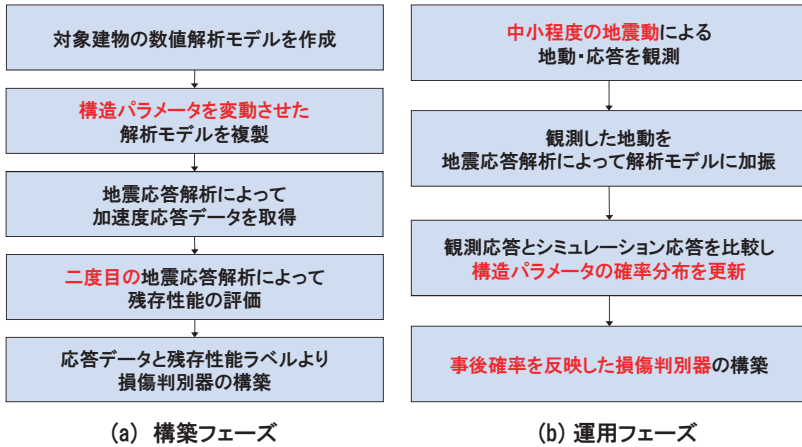 対象建物の数値解析モデルを作成
構造パラメータを変動させた
解析モデルを複製
地震応答解析によって
加速度応答データを取得
二度目の地震応答解析によって
残存性能の評価
応答データと残存性能ラベルより
損傷判別器の構築
(a) 構築フェーズ
中小程度の地震動による
地動・応答を観測
観測した地動を
地震応答解析によって解析モデルに加振
観測応答とシミュレーション応答を比較し
構造パラメータの確率分布を更新
事後確率を反映した損傷判別器の構築
(b) 運用フェーズ